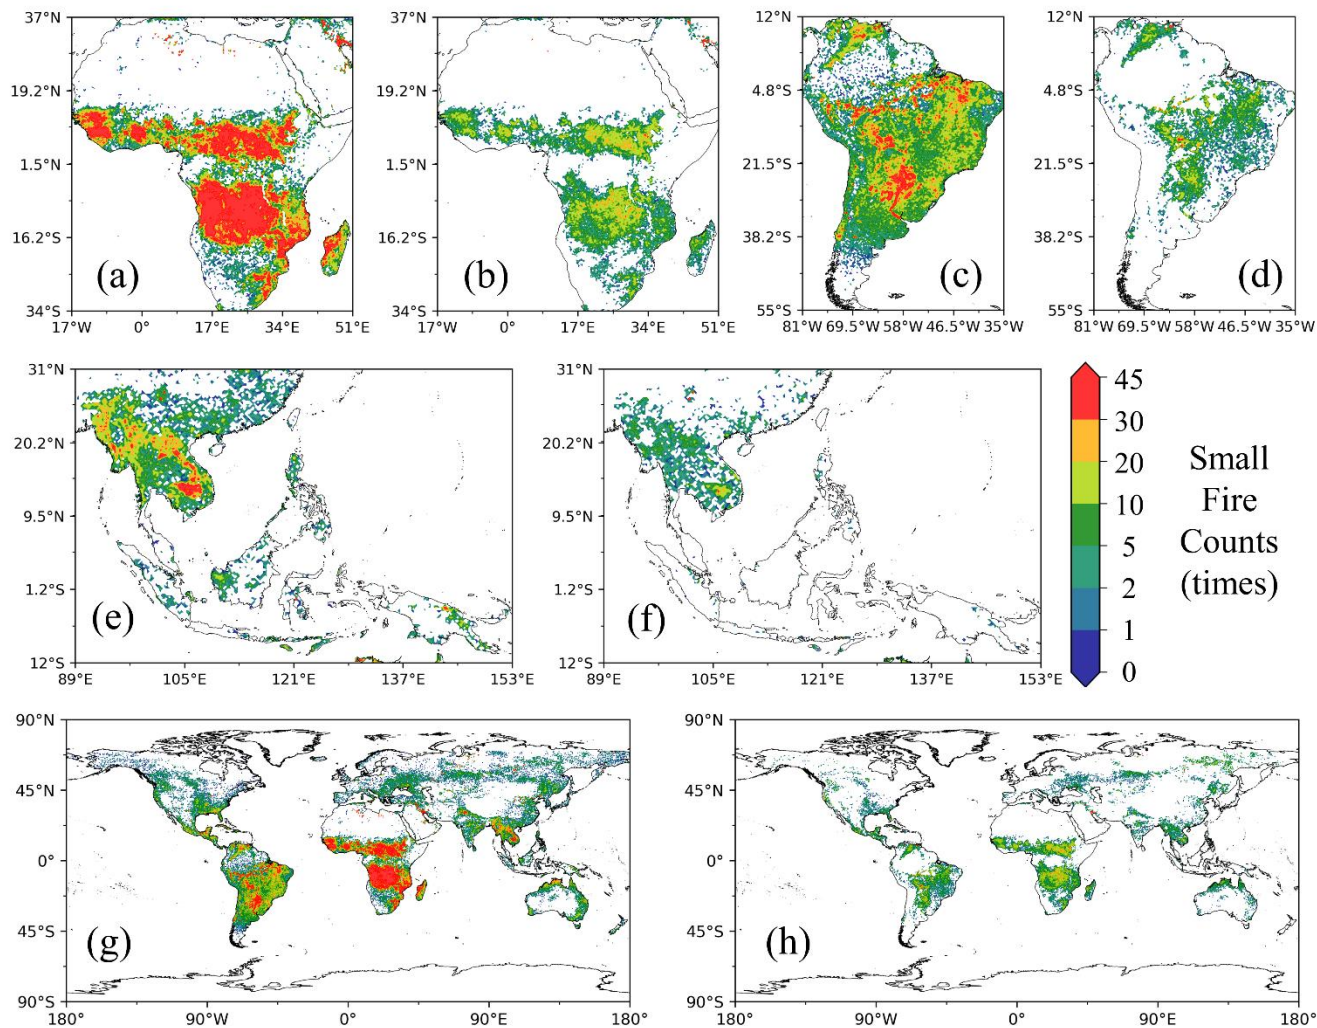 37°N
19.2°N
1.5°N
16.2°S
34°S
17°W 0° 17°E 34°E 51°E
(a)
37°N
19.2°N
1.5°N
16.2°S
34°S
17°W 0° 17°E 34°E 51°E
(b)
12°N
4.8°S
21.5°S
38.2°S
55°S
81°W 69.5°W 58°W 46.5°W 35°W
(c)
12°N
4.8°S
21.5°S
38.2°S
55°S
81°W 69.5°W 58°W 46.5°W 35°W
(d)
31°N
20.2°N
9.5°N
1.2°S
12°S
89°E 105°E 121°E 137°E 153°E
(e)
31°N
20.2°N
9.5°N
1.2°S
12°S
89°E 105°E 121°E 137°E 153°E
(f)
45
30
20
10
5
2
1
0
Small
Fire
Counts
(times)
90°N
45°N
0°
45°S
90°S
180° 90°W 0° 90°E 180°
(g)
90°N
45°N
0°
45°S
90°S
180° 90°W 0° 90°E 180°
(h)